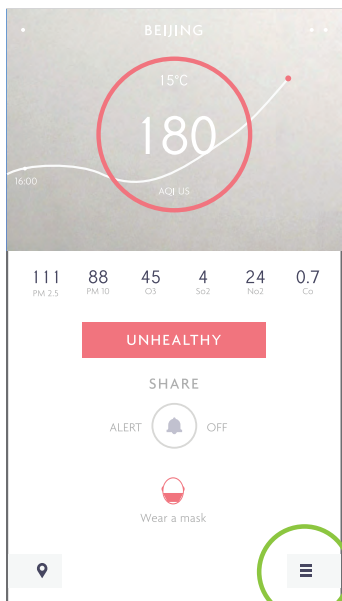 BEIJING
15°C
180
16:00
AQI US
111 88 45 4 24 0.7
PM 2.5 PM 10 O3 So2 No2 Co
UNHEALTHY
SHARE
ALERT OFF
Wear a mask